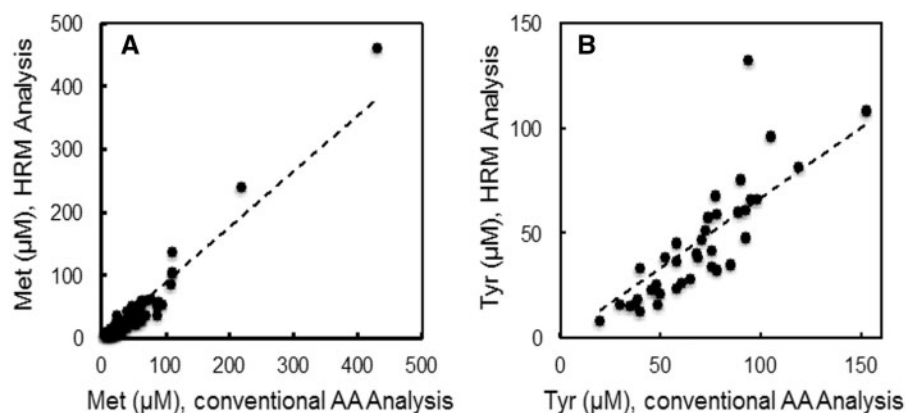 A
Met (µM), HRM Analysis
500
400
300
200
100
0
0 100 200 300 400 500
Met (µM), conventional AA Analysis
B
Tyr (µM), HRM Analysis
150
100
50
0
0 50 100 150
Tyr (µM), conventional AA Analysis